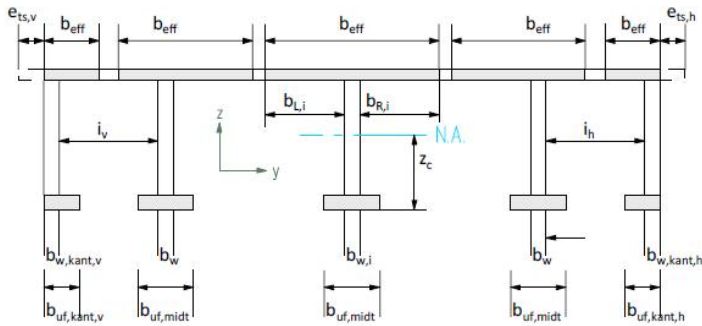 e_ts,v b_eff b_eff b_eff b_eff b_eff e_ts,h
b_L,i b_R,i
z N.A.
i_v i_h
y z_c
b_w,kant,v b_w b_w,i b_w b_w,kant,h
b_uf,kant,v b_uf,midt b_uf,midt b_uf,midt b_uf,kant,h